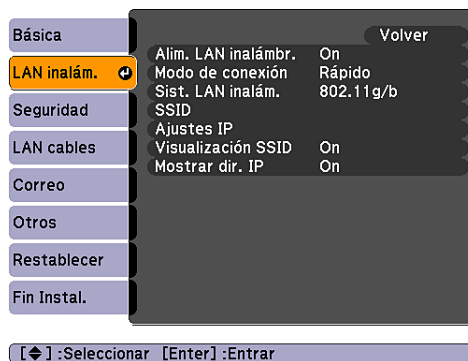 Básica
LAN inalám.
Seguridad
LAN cables
Correo
Otros
Restablecer
Fin Instal.
Volver
Alim. LAN inalámbr. On
Modo de conexión Rápido
Sist. LAN inalám. 802.11g/b
SSID
Ajustes IP
Visualización SSID On
Mostrar dir. IP On
[◆] :Seleccionar [Enter] :Entrar